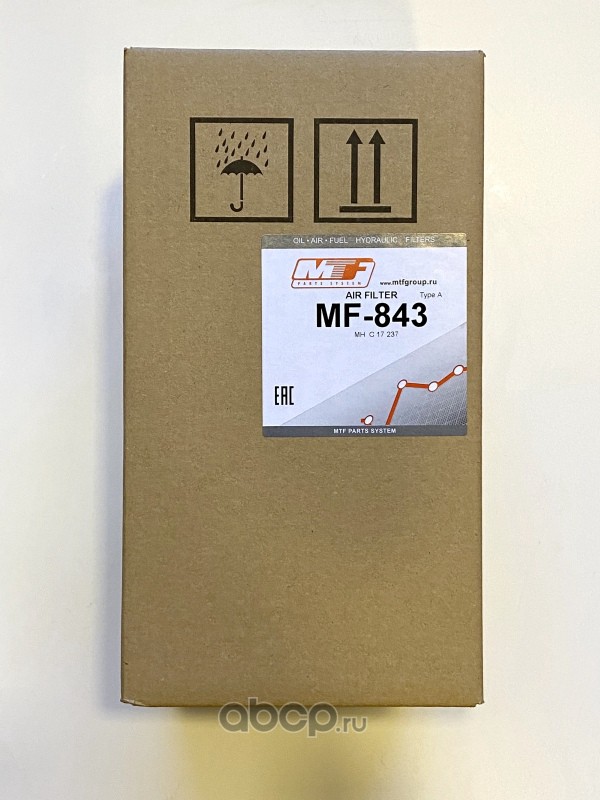 OIL • AIR • FUEL HYDRAULIC FILTERS
MTF
PARTS SYSTEM
www.mtfgroup.ru
AIR FILTER Type A
MF-843
MH C 17 237
EAC
MTF PARTS SYSTEM
abcp.ru